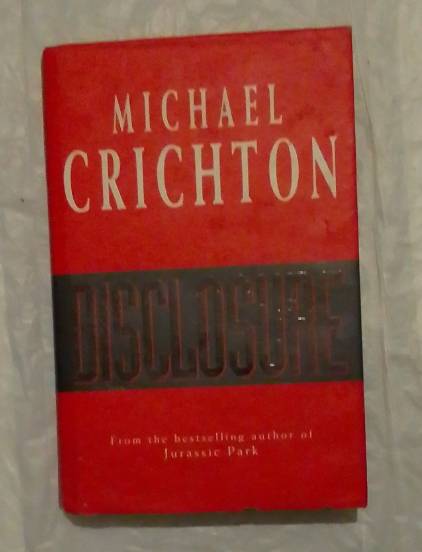 MICHAEL
CRICHTON
DISCLOSURE
From the bestselling author of
Jurassic Park